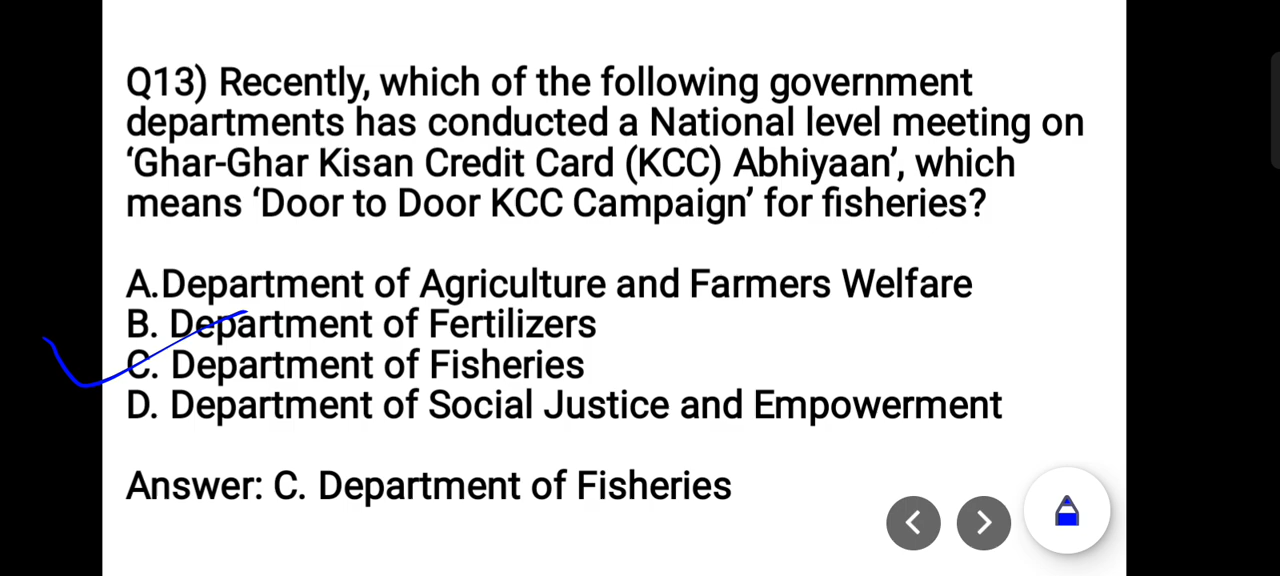 Q13) Recently, which of the following government
departments has conducted a National level meeting on
‘Ghar-Ghar Kisan Credit Card (KCC) Abhiyaan’, which
means ‘Door to Door KCC Campaign’ for fisheries?
A.Department of Agriculture and Farmers Welfare
B. Department of Fertilizers
C. Department of Fisheries
D. Department of Social Justice and Empowerment
Answer: C. Department of Fisheries